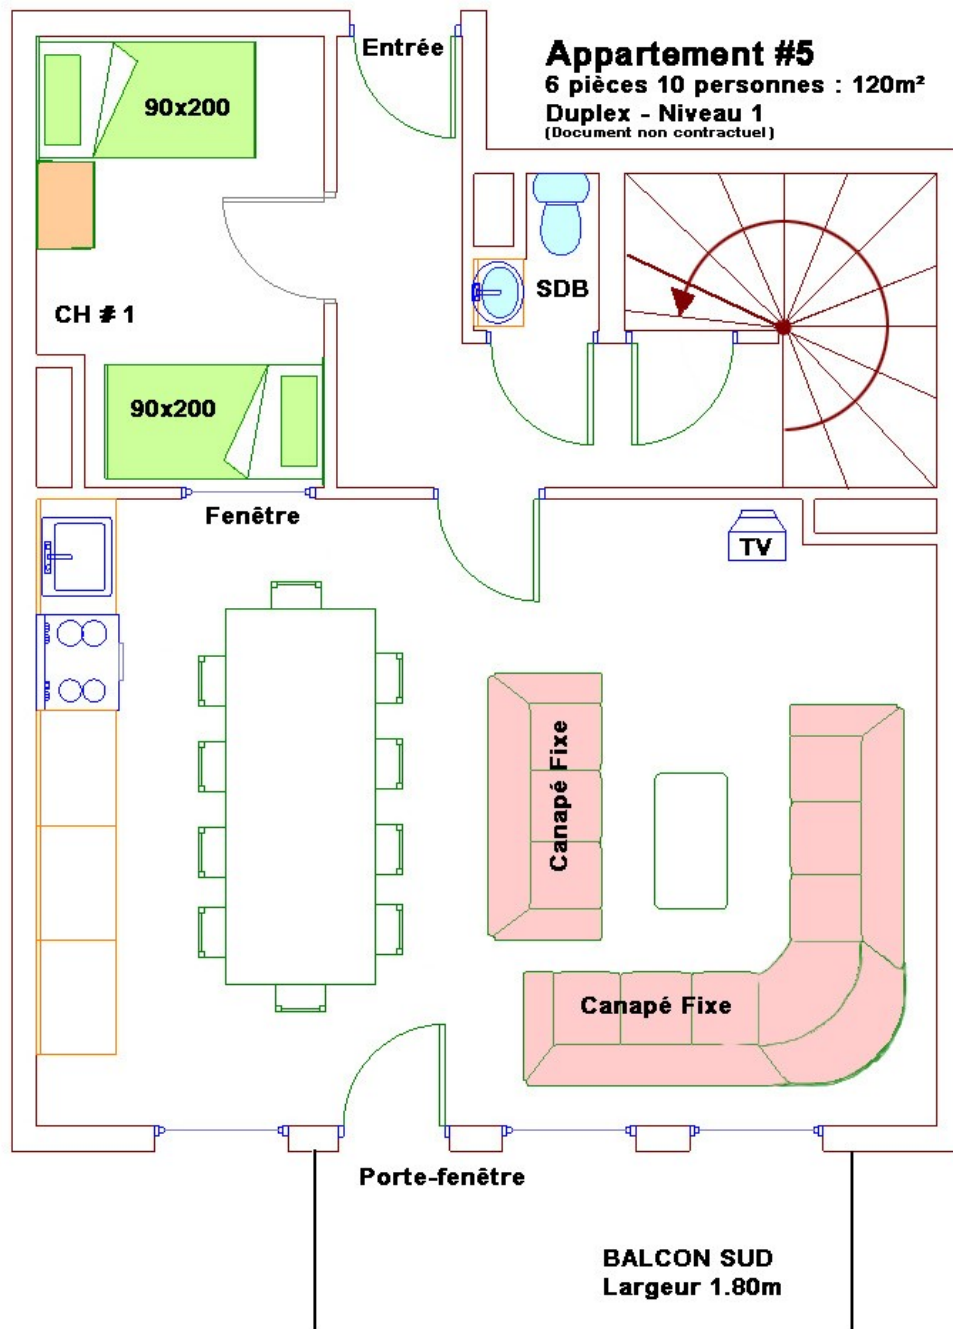 Entrée
Appartement #5
6 pièces 10 personnes : 120m²
Duplex - Niveau 1
(Document non contractuel)
90x200
SDB
CH # 1
90x200
Fenêtre
TV
Canapé Fixe
Canapé Fixe
Porte-fenêtre
BALCON SUD
Largeur 1.80m